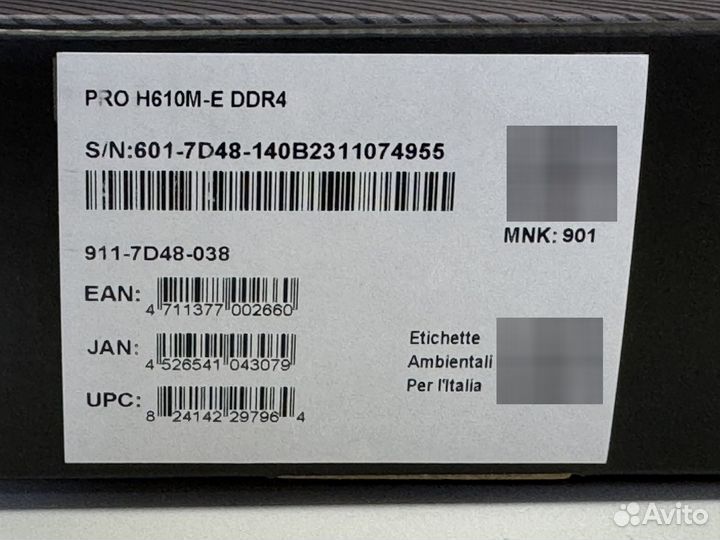 PRO H610M-E DDR4
S/N:601-7D48-140B2311074955
MNK: 901
911-7D48-038
EAN:
4 711377 002660
JAN:
4 526541 043079
UPC:
8 24142 29796 4
Etichette
Ambientali
Per l'Italia
Avito